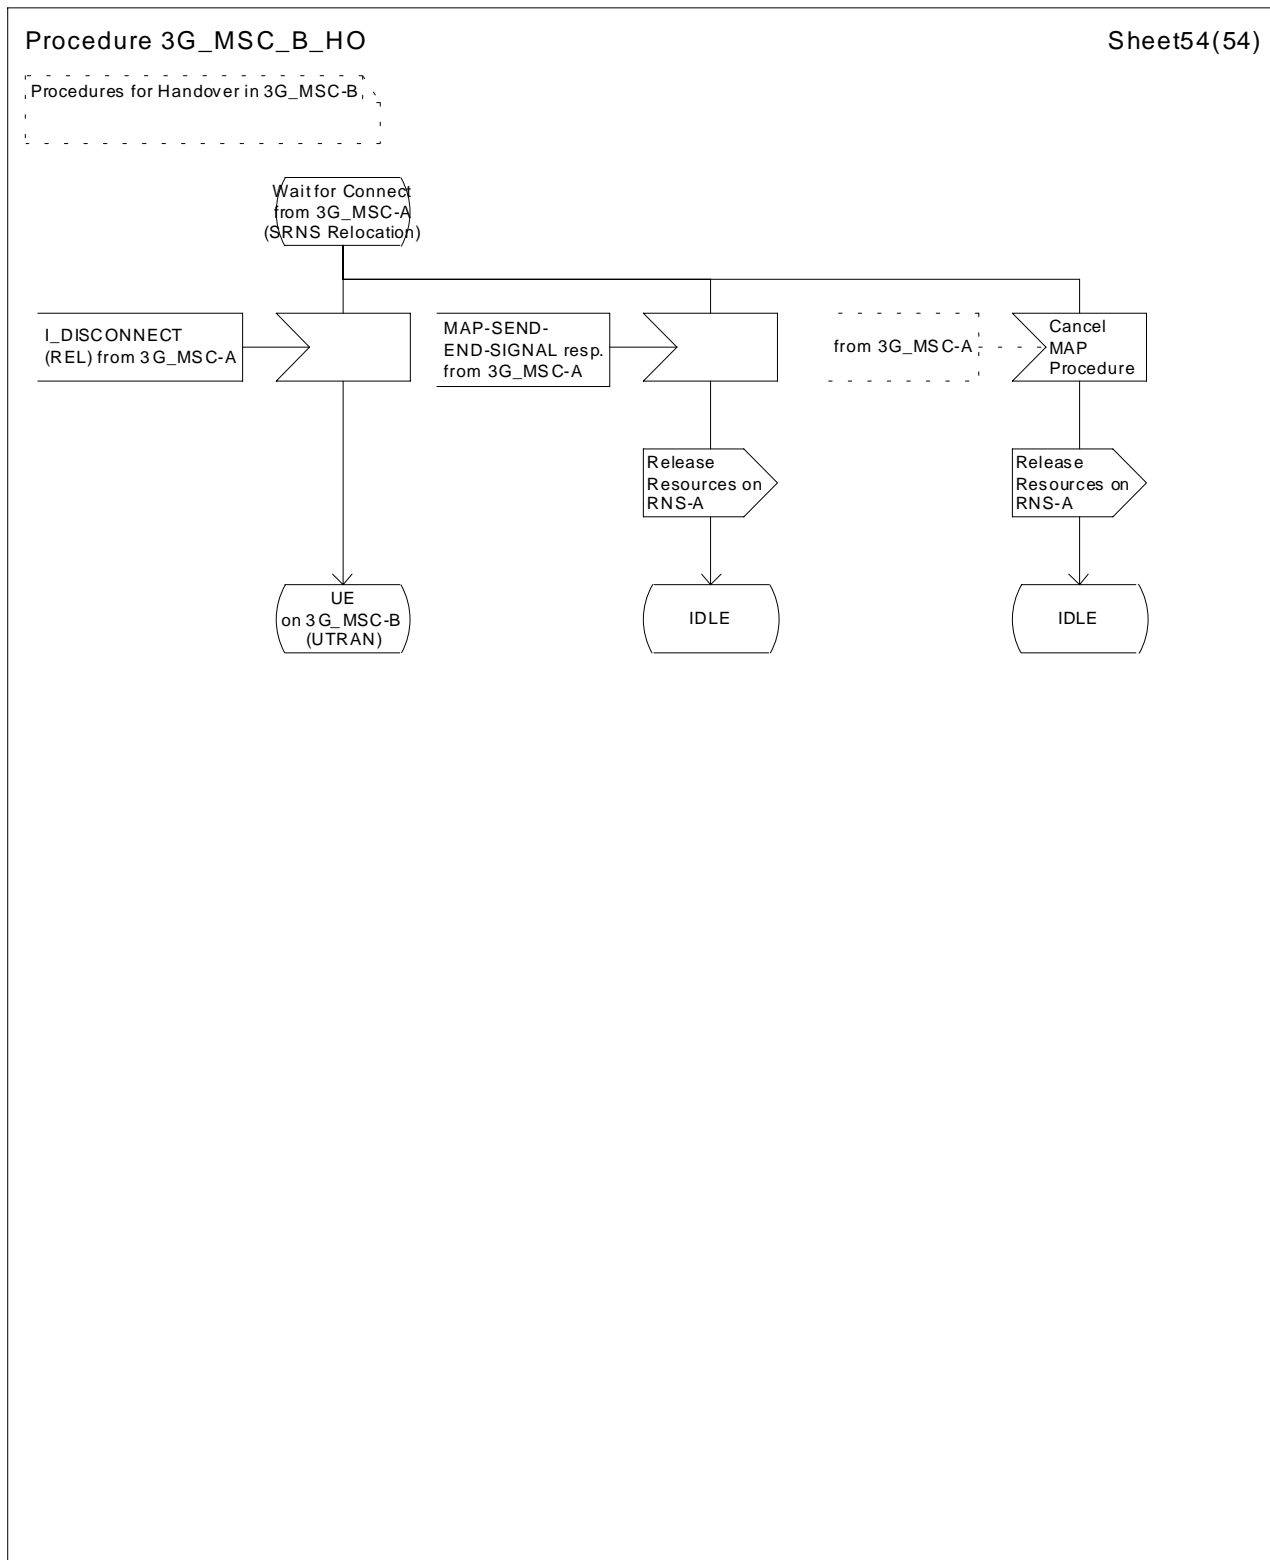 Procedure 3G_MSC_B_HO
Sheet54(54)
Procedures for Handover in 3G_MSC-B
Wait for Connect
from 3G_MSC-A
(SRNS Relocation)
I_DISCONNECT
(REL) from 3G_MSC-A
MAP-SEND-
END-SIGNAL resp.
from 3G_MSC-A
from 3G_MSC-A
Cancel
MAP
Procedure
Release
Resources on
RNS-A
Release
Resources on
RNS-A
UE
on 3G_MSC-B
(UTRAN)
IDLE
IDLE